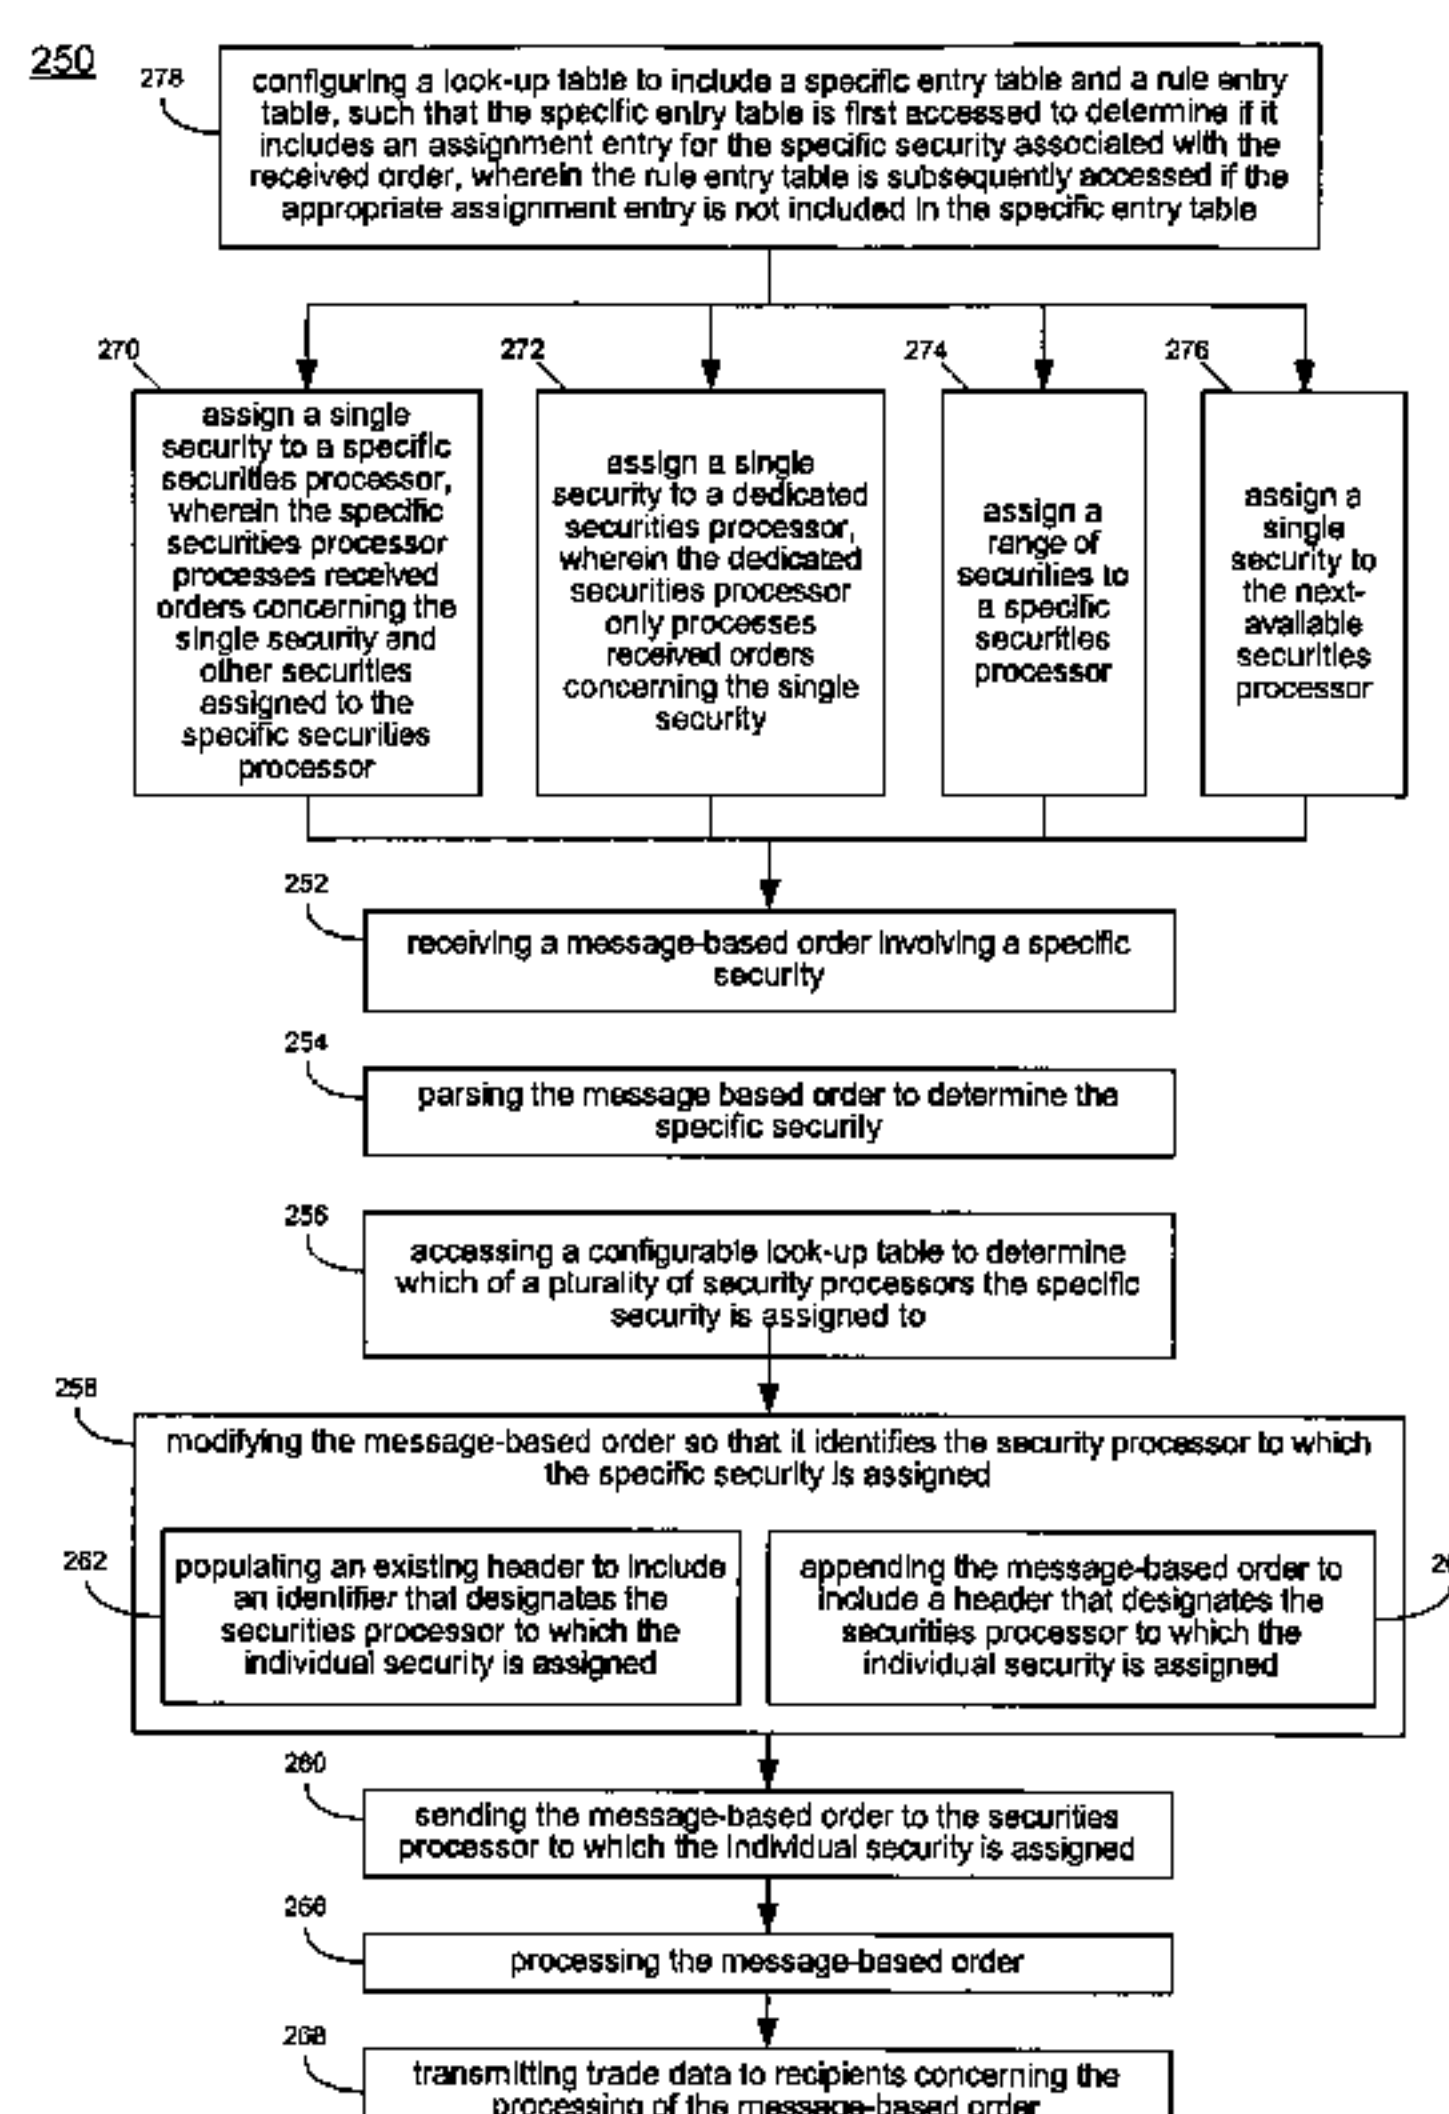 250
278
configuring a look-up table to include a specific entry table and a rule entry
table, such that the specific entry table is first accessed to determine if it
includes an assignment entry for the specific security associated with the
received order, wherein the rule entry table is subsequently accessed if the
appropriate assignment entry is not included in the specific entry table
270
assign a single
security to a specific
securities processor,
wherein the specific
securities processor
processes received
orders concerning the
single security and
other securities
assigned to the
specific securities
processor
272
assign a single
security to a dedicated
securities processor,
wherein the dedicated
securities processor
only processes
received orders
concerning the single
security
274
assign a
range of
securities to
a specific
securities
processor
276
assign a
single
security to
the next-
available
securities
processor
252
receiving a message-based order involving a specific
security
254
parsing the message based order to determine the
specific security
256
accessing a configurable look-up table to determine
which of a plurality of security processors the specific
security is assigned to
258
modifying the message-based order so that it identifies the security processor to which
the specific security is assigned
262
populating an existing header to include
an identifier that designates the
securities processor to which the
individual security is assigned
appending the message-based order to
include a header that designates the
securities processor to which the
individual security is assigned
260
sending the message-based order to the securities
processor to which the individual security is assigned
266
processing the message-based order
268
transmitting trade data to recipients concerning the
processing of the message-based order